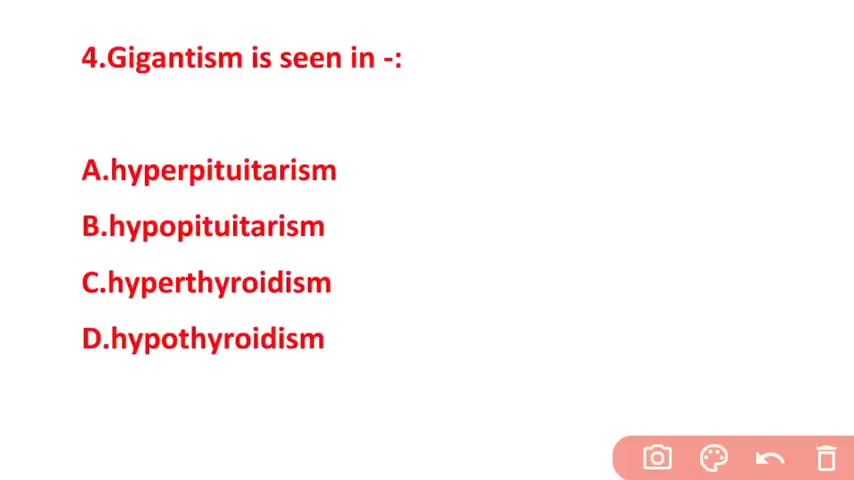 4.Gigantism is seen in -:
A.hyperpituitarism
B.hypopituitarism
C.hyperthyroidism
D.hypothyroidism